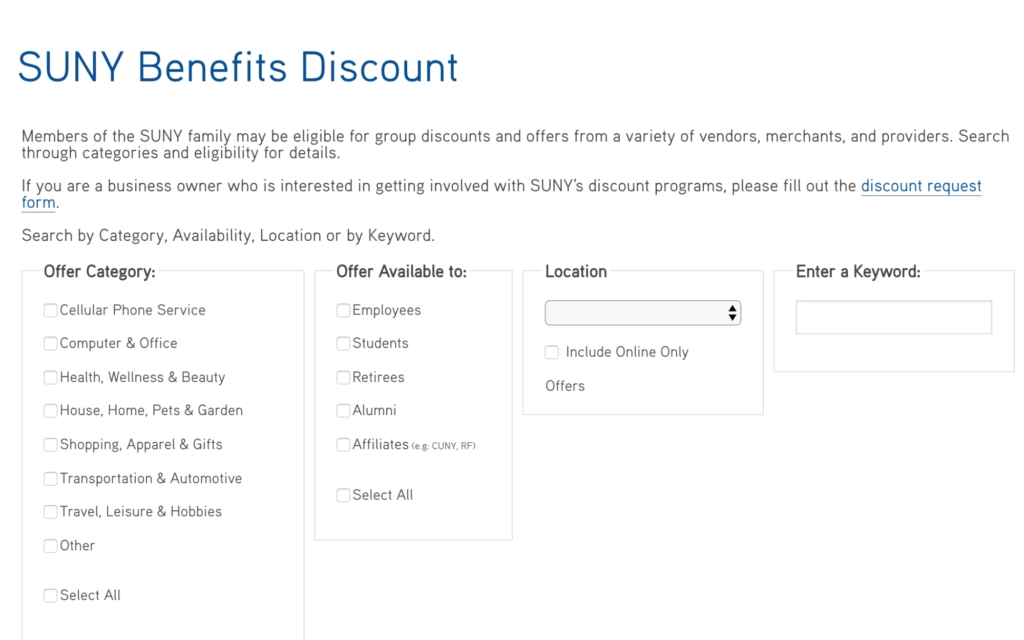 SUNY Benefits Discount
Members of the SUNY family may be eligible for group discounts and offers from a variety of vendors, merchants, and providers. Search
through categories and eligibility for details.
If you are a business owner who is interested in getting involved with SUNY's discount programs, please fill out the discount request
form.
Search by Category, Availability, Location or by Keyword.
Offer Category:
Cellular Phone Service
Computer & Office
Health, Wellness & Beauty
House, Home, Pets & Garden
Shopping, Apparel & Gifts
Transportation & Automotive
Travel, Leisure & Hobbies
Other
Select All
Offer Available to:
Employees
Students
Retirees
Alumni
Affiliates (e.g: CUNY, RF)
Select All
Location
Include Online Only
Offers
Enter a Keyword: